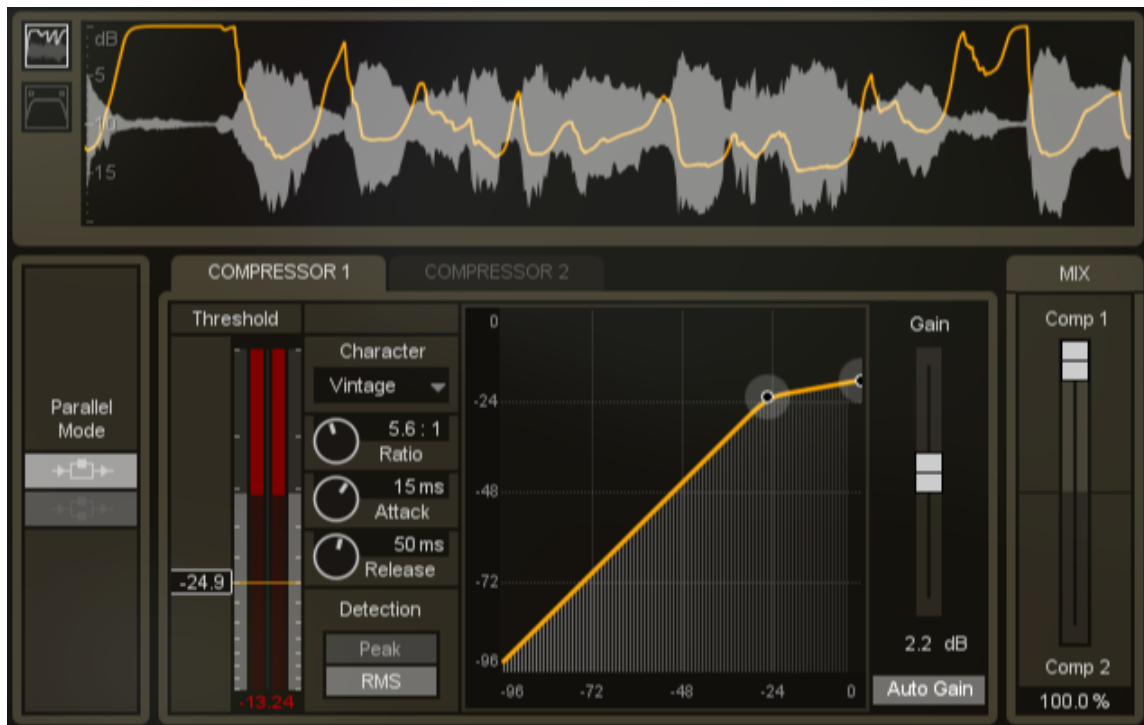 dB
-5
-10
-15
COMPRESSOR 1
COMPRESSOR 2
MIX
Threshold
Character
Vintage
5.6 : 1
Ratio
15 ms
Attack
50 ms
Release
Detection
Peak
RMS
-24.9
-13.24
Parallel
Mode
0
-24
-48
-72
-96
-96 -72 -48 -24 0
Gain
2.2 dB
Auto Gain
Comp 1
Comp 2
100.0 %